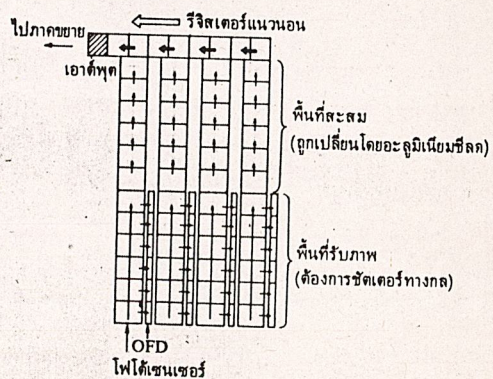 รีจิสเตอร์แนวนอน
ไปภาคขยาย
เอาต์พุต
พื้นที่สะสม
(ถูกเปลี่ยนโดยอะลูมิเนียมชีลด)
พื้นที่รับภาพ
(ต้องการชัตเตอร์ทางกล)
OFD
โฟโต้เซนเซอร์